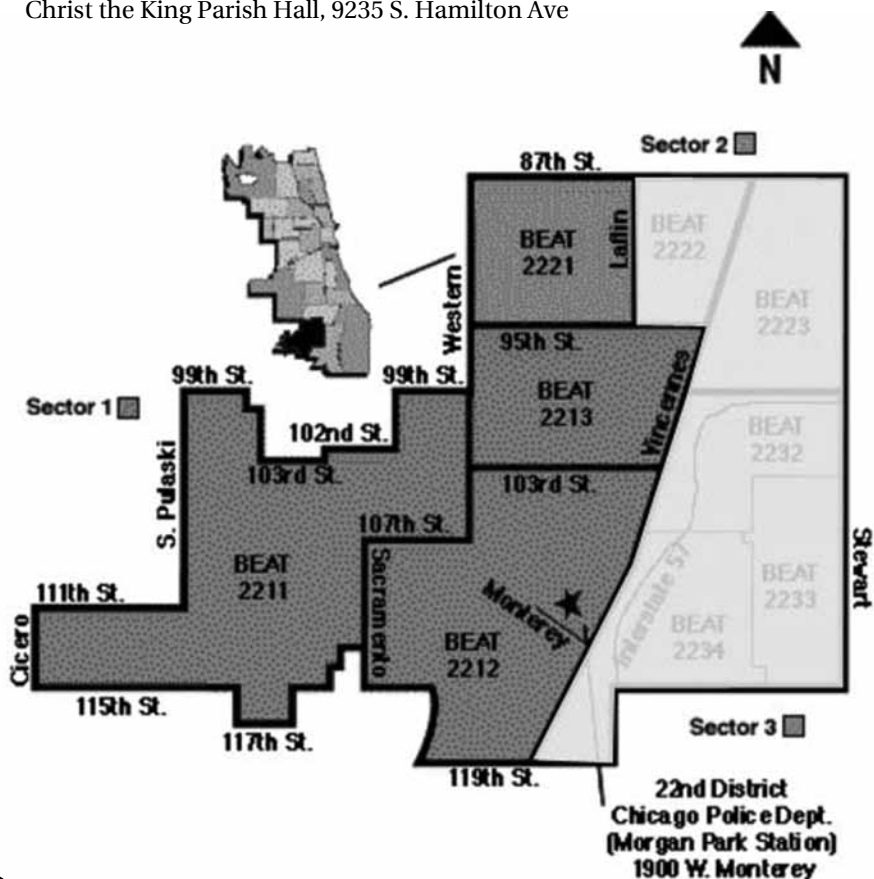 Christ the King Parish Hall, 9235 S. Hamilton Ave
N
Sector 2
87th St.
BEAT
2221
Laflin
BEAT
2222
BEAT
2223
Western
95th St.
BEAT
2213
Vincennes
99th St.
99th St.
Sector 1
102nd St.
103rd St.
S. Pulaski
BEAT
2232
103rd St.
107th St.
Sacramento
BEAT
2211
Monterey
BEAT
2212
Interstate 57
BEAT
2233
BEAT
2234
Stewart
111th St.
Cicero
115th St.
117th St.
119th St.
Sector 3
22nd District
Chicago Police Dept.
(Morgan Park Station)
1900 W. Monterey